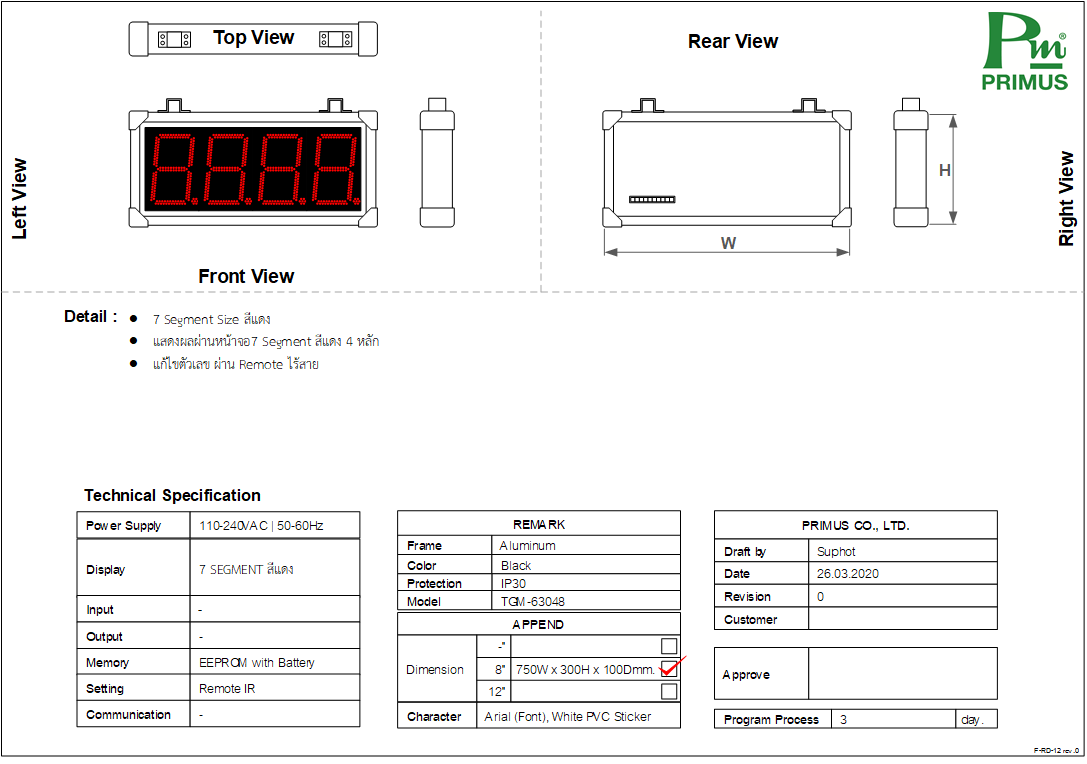 Top View
Rear View
Pm®
PRIMUS
Left View
H
Right View
W
Front View
Detail :
● 7 Segment Size สีแดง
● แสดงผลผ่านหน้าจอ7 Segment สีแดง 4 หลัก
● แก้ไขตัวเลข ผ่าน Remote ไร้สาย
Technical Specification
Power Supply 110-240VAC | 50-60Hz
Display 7 SEGMENT สีแดง
Input -
Output -
Memory EEPROM with Battery
Setting Remote IR
Communication -
REMARK
Frame Aluminum
Color Black
Protection IP30
Model TGM-63048
APPEND
Dimension
-"
8" 750W x 300H x 100Dmm.
12"
Character Arial (Font), White PVC Sticker
PRIMUS CO., LTD.
Draft by Suphot
Date 26.03.2020
Revision 0
Customer
Approve
Program Process 3 day.
F-RD-12 rev .0